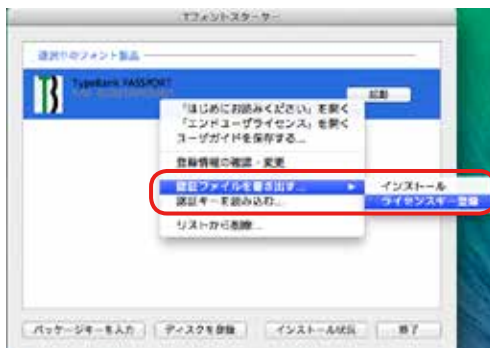 Tフォントスターター
選択中のフォント製品
TypeBank PASSPORT
起動
「はじめにお読みください」を開く
「エンドユーザライセンス」を開く
ユーザガイドを保存する...
登録情報の確認・変更
認証ファイルを書き出す...
インストール
認証キーを読み込む...
ライセンスキー登録
リストから削除...
パッケージキーを入力
ディスクを登録
インストール状況
終了